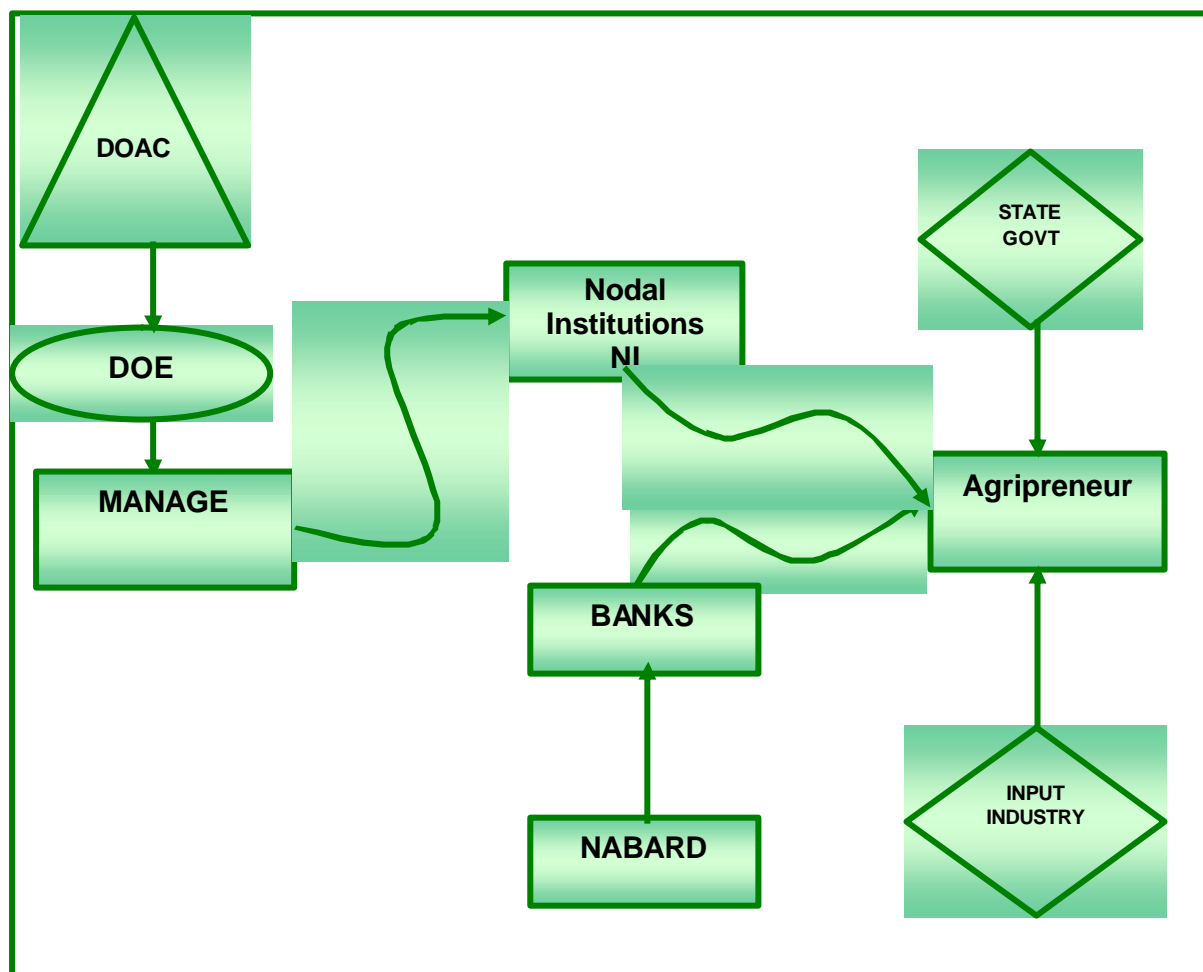 DOAC
STATE
GOVT
Nodal
Institutions
NI
DOE
MANAGE
Agripreneur
BANKS
INPUT
INDUSTRY
NABARD